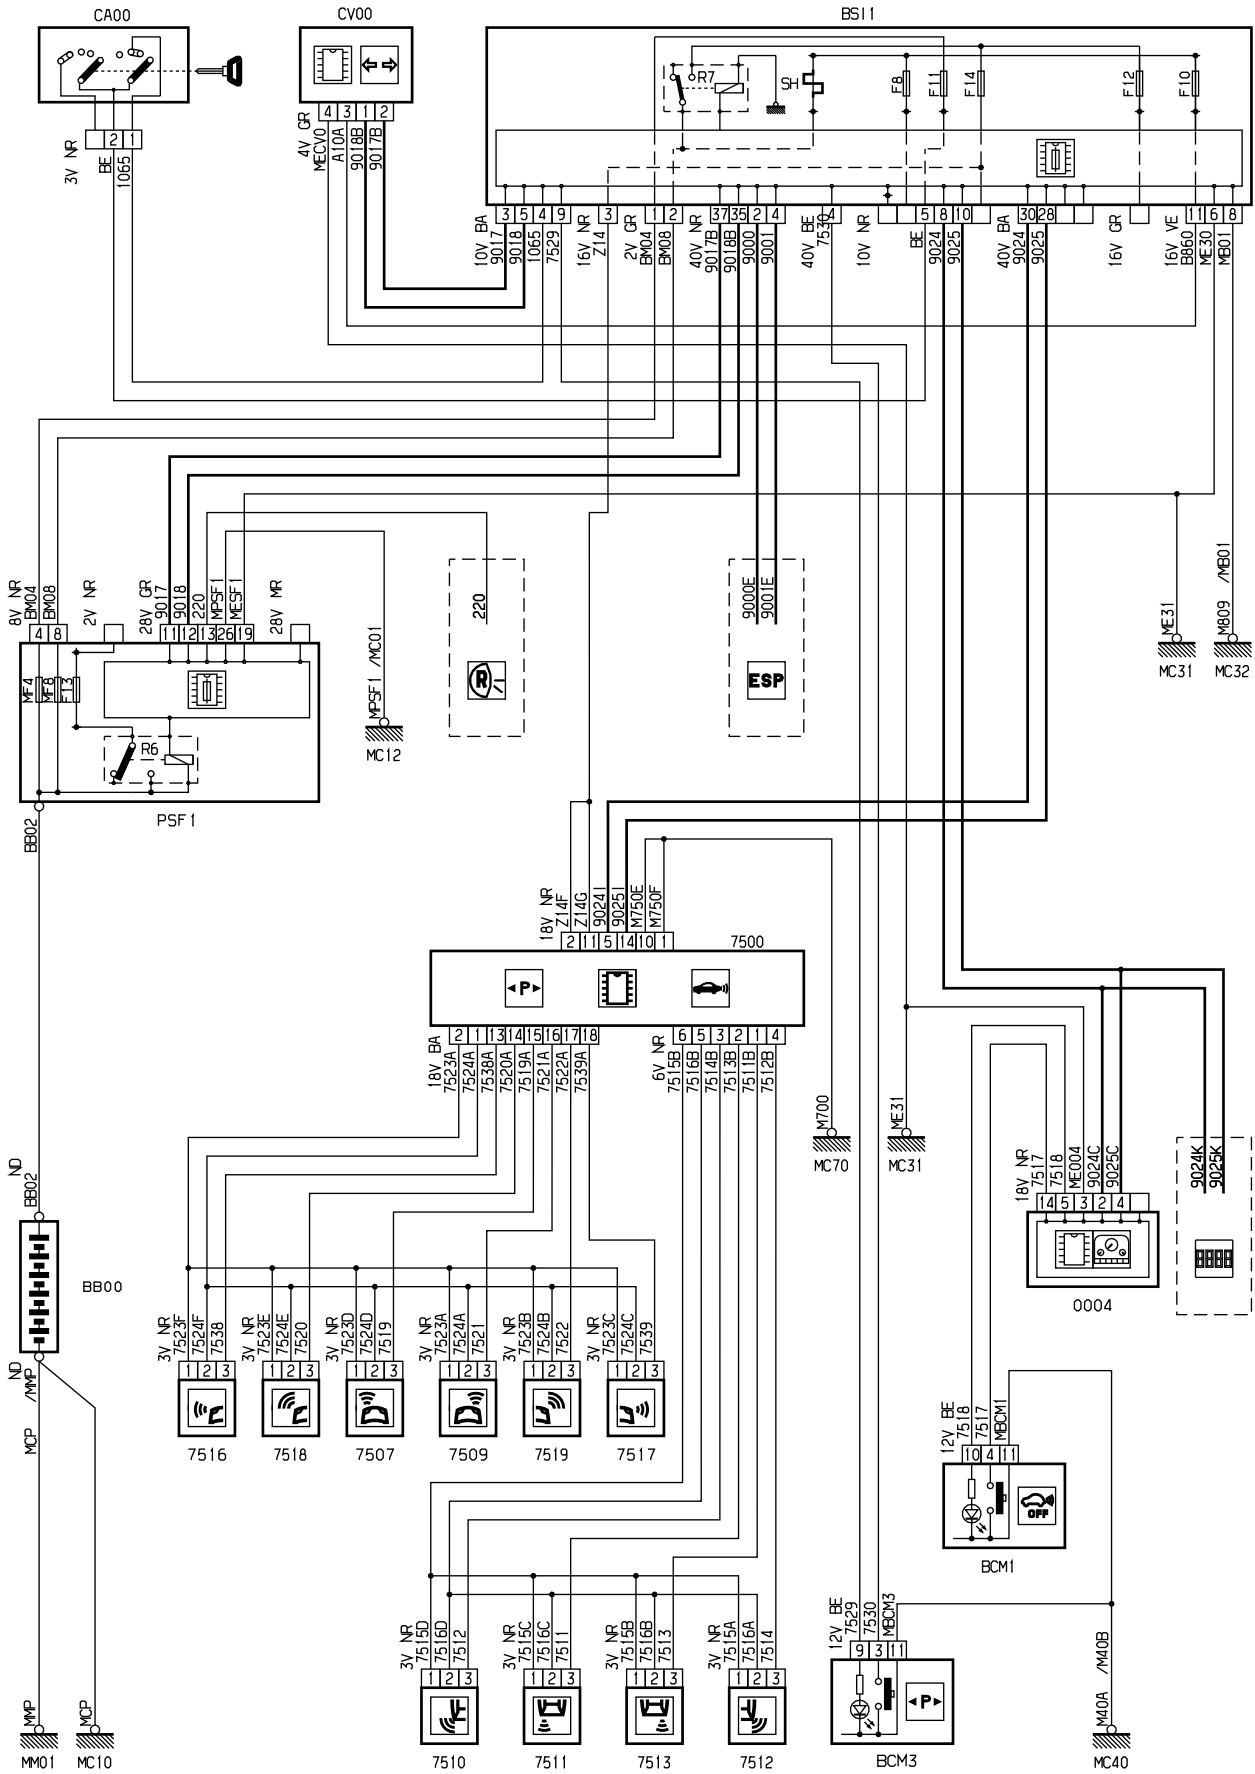 CA00
CV00
BSI1
R7
SH
F8
F11
F14
F12
F10
4 3 1 2
2 1
3V NR
BE
1065
4V GR
MECV0
A10A
9018B
9017B
3 5 4 9
3
1 2
37 35 2 4
4
5 8 10
30 28
11 6 8
10V BA
9017
9018
1065
7529
16V NR
Z14
2V GR
BM04
BM08
40V NR
9017B
9018B
9000
9001
40V BE
7530
10V NR
BE
9024
9025
40V BA
9024
9025
16V GR
16V VE
B860
ME30
MB01
8V NR
BM04
BM08
2V NR
28V GR
9017
9018
220
MPSF1
MESF1
28V MR
4 8
11 12 13 26 19
MF4
MF8
F13
R6
PSF1
MPSF1 /MC01
MC12
220
R
9000E
9001E
ESP
ME31
MC31
M809 /MB01
MC32
BB02
18V NR
Z14F
Z14G
9024I
9025I
M750E
M750F
2 11 5 14 10 1
7500
P
2 1 13 14 15 16 17 18
6 5 3 2 1 4
18V BA
7523A
7524A
7538A
7520A
7519A
7521A
7522A
7539A
6V NR
7515B
7516B
7514B
7513B
7511B
7512B
M700
MC70
ME31
MC31
18V NR
7517
7518
ME004
9024C
9025C
14 5 3 2 4
0004
9024K
9025K
8888
BB02
ND
BB00
ND
MCP /MMP
3V NR
7523F
7524F
7538
3V NR
7523E
7524E
7520
3V NR
7523D
7524D
7519
3V NR
7523A
7524A
7521
3V NR
7523B
7524B
7522
3V NR
7523C
7524C
7539
1 2 3
1 2 3
1 2 3
1 2 3
1 2 3
1 2 3
7516
7518
7507
7509
7519
7517
12V BE
7518
7517
MBCM1
10 4 11
OFF
BCM1
3V NR
7515D
7516D
7512
3V NR
7515C
7516C
7511
3V NR
7515B
7516B
7513
3V NR
7515A
7516A
7514
1 2 3
1 2 3
1 2 3
1 2 3
7510
7511
7513
7512
12V BE
7529
7530
MBCM3
9 3 11
P
BCM3
M40A /M40B
MC40
MMP
MM01
MCP
MC10